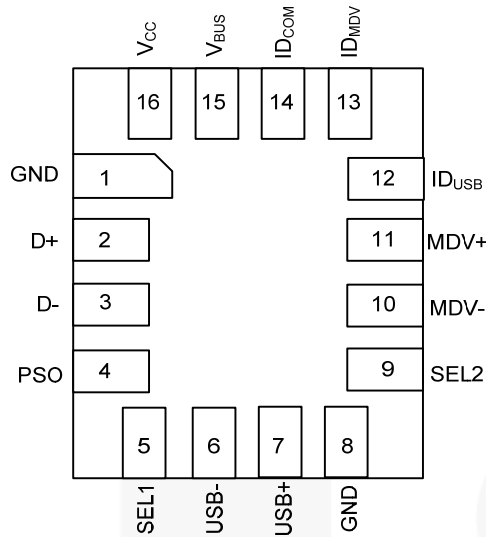 VCC VBUS IDCOM IDMDV
16 15 14 13
GND 1 12 IDUSB
D+ 2 11 MDV+
D- 3 10 MDV-
PSO 4 9 SEL2
5 6 7 8
SEL1 USB- USB+ GND